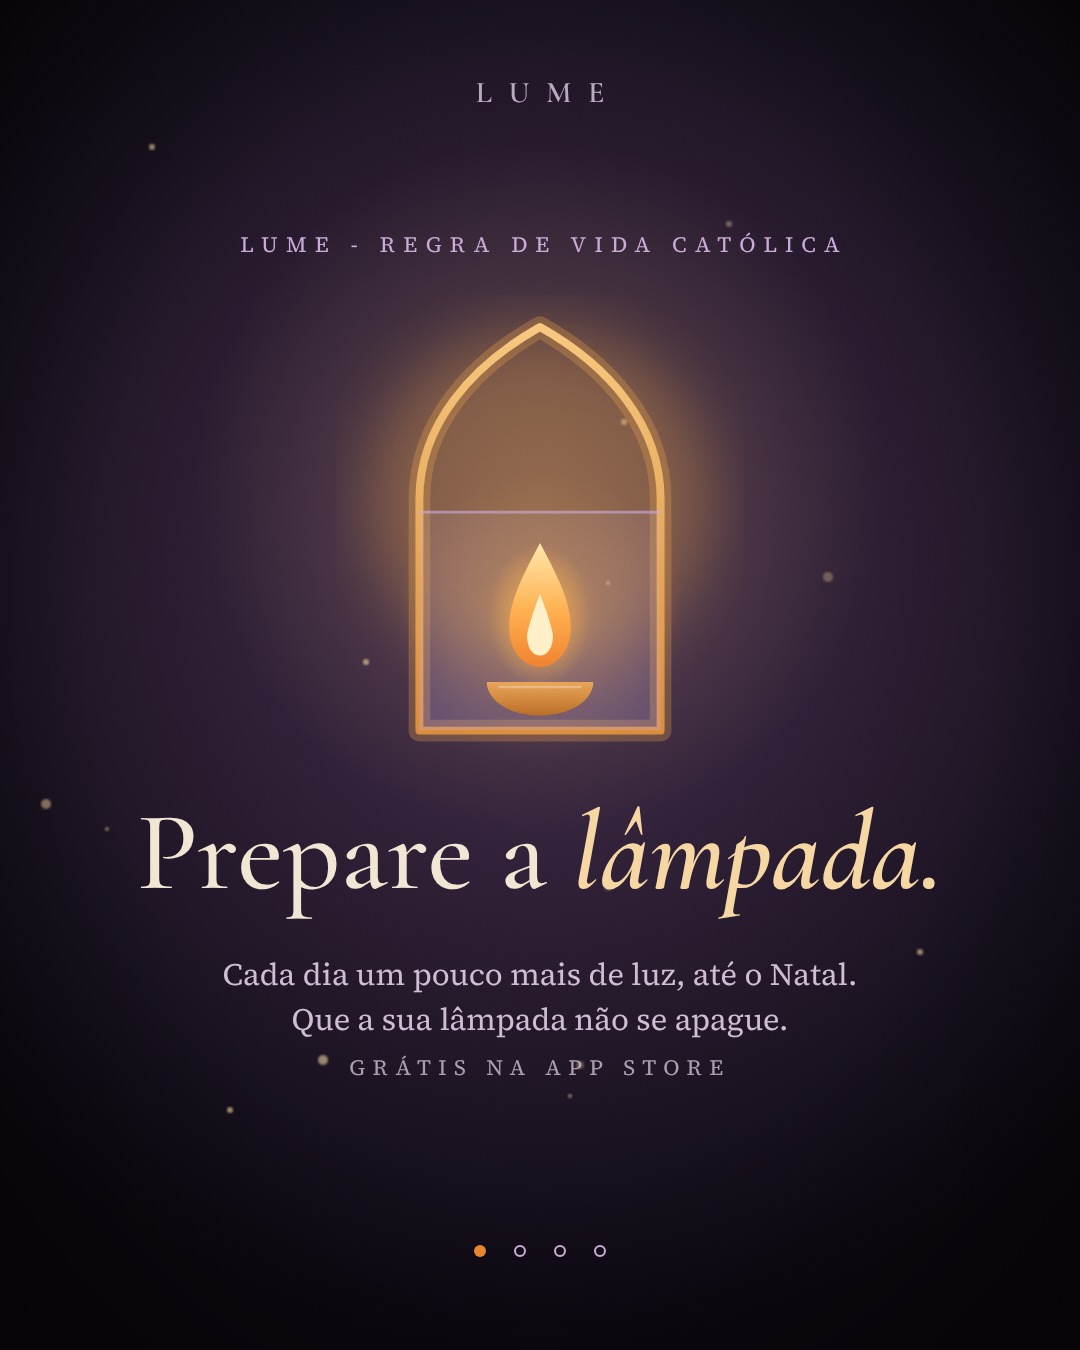 LUME
LUME - REGRA DE VIDA CATÓLICA
Prepare a lâmpada.
Cada dia um pouco mais de luz, até o Natal.
Que a sua lâmpada não se apague.
GRÁTIS NA APP STORE